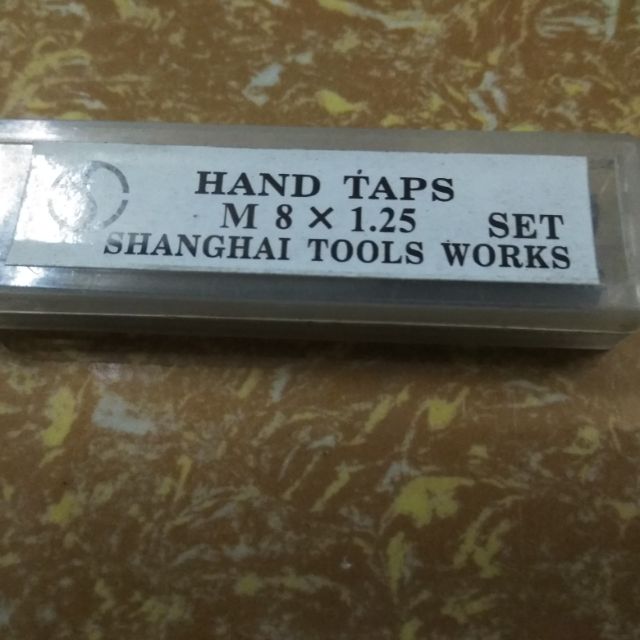 HAND TAPS
M 8 × 1.25 SET
SHANGHAI TOOLS WORKS